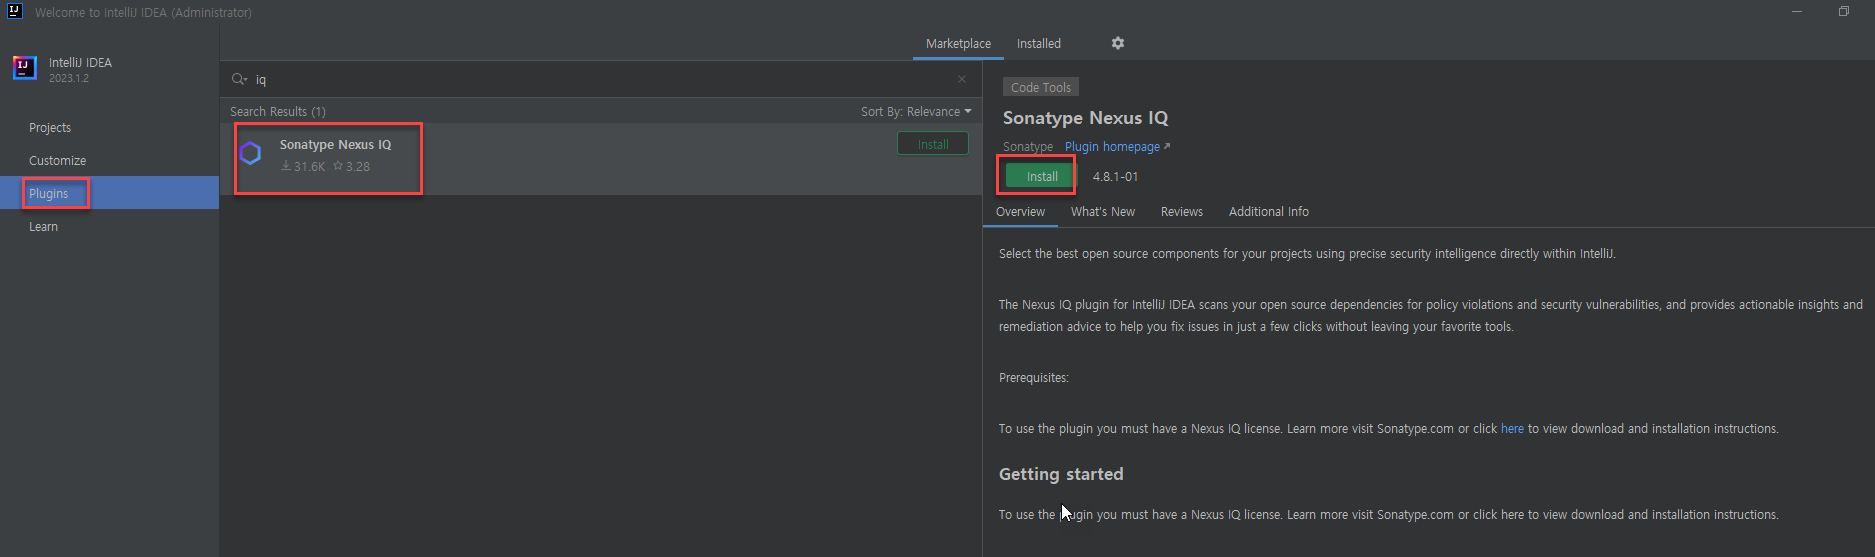 Welcome to IntelliJ IDEA (Administrator)
IntelliJ IDEA
2023.1.2
Projects
Customize
Plugins
Learn
Marketplace Installed
iq
Search Results (1) Sort By: Relevance
Sonatype Nexus IQ
31.6K 3.28
Install
Code Tools
Sonatype Nexus IQ
Sonatype Plugin homepage
Install 4.8.1-01
Overview What's New Reviews Additional Info
Select the best open source components for your projects using precise security intelligence directly within IntelliJ.
The Nexus IQ plugin for IntelliJ IDEA scans your open source dependencies for policy violations and security vulnerabilities, and provides actionable insights and
remediation advice to help you fix issues in just a few clicks without leaving your favorite tools.
Prerequisites:
To use the plugin you must have a Nexus IQ license. Learn more visit Sonatype.com or click here to view download and installation instructions.
Getting started
To use the plugin you must have a Nexus IQ license. Learn more visit Sonatype.com or click here to view download and installation instructions.